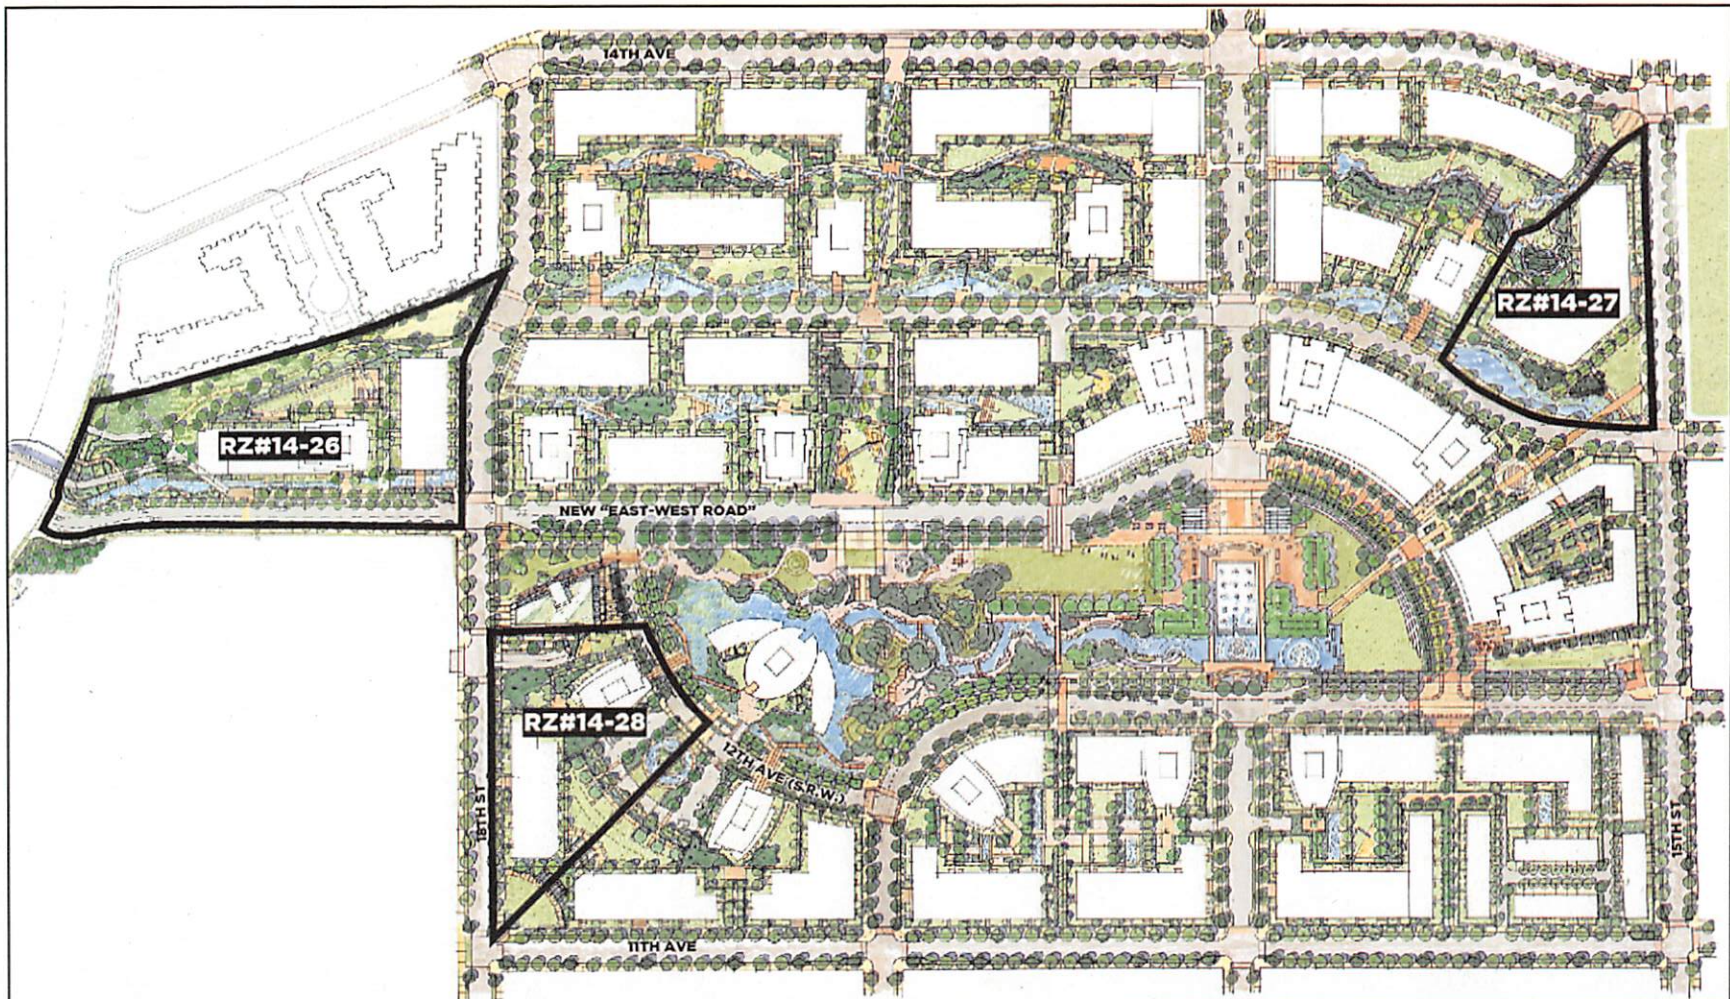 14TH AVE
RZ#14-27
RZ#14-26
NEW "EAST-WEST ROAD"
RZ#14-28
12TH AVE (S.R.W.)
18TH ST
15TH ST
11TH AVE